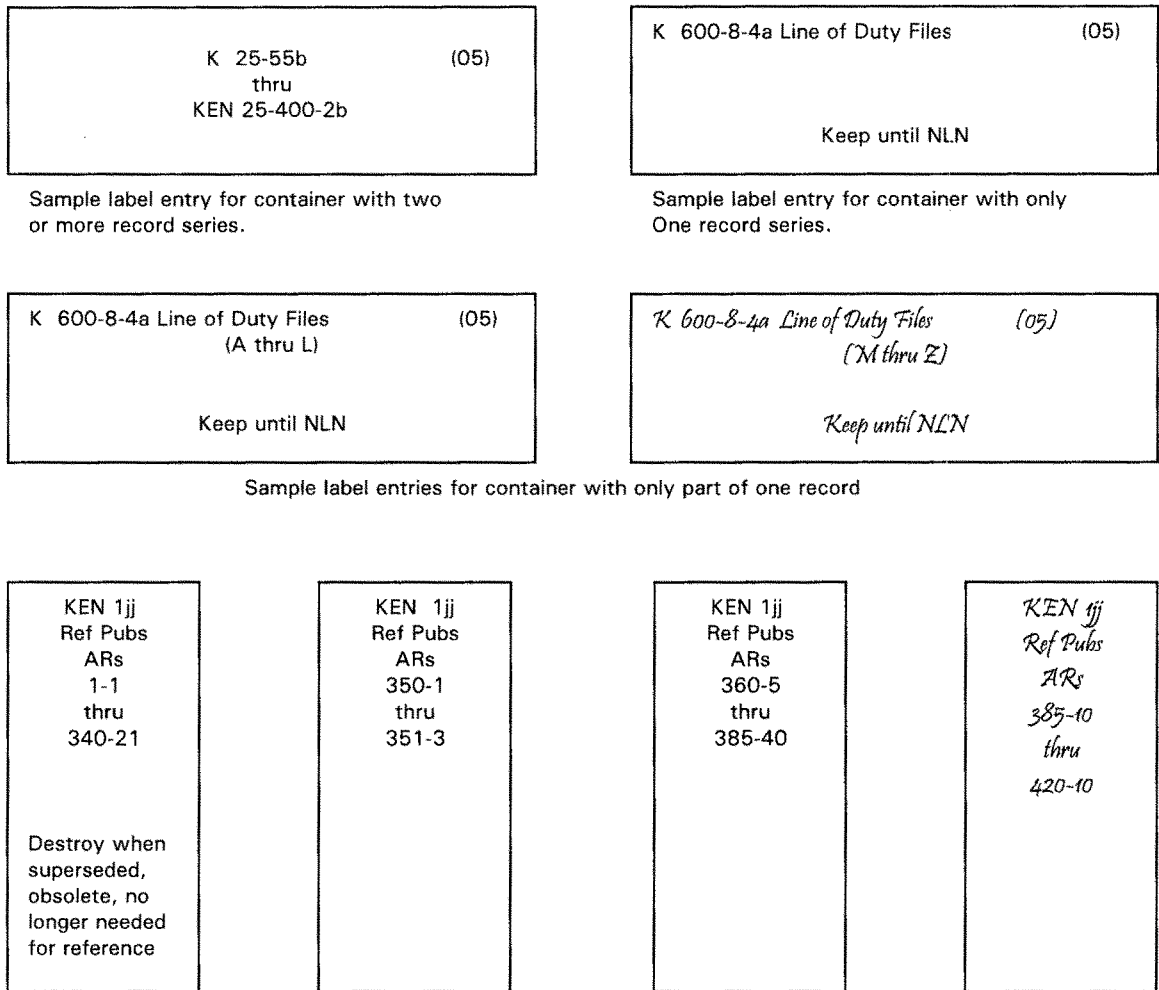 K 25-55b (05)
thru
KEN 25-400-2b
Sample label entry for container with two
or more record series.
K 600-8-4a Line of Duty Files (05)
Keep until NLN
Sample label entry for container with only
One record series.
K 600-8-4a Line of Duty Files (05)
(A thru L)
Keep until NLN
K 600-8-4a Line of Duty Files (05)
(M thru Z)
Keep until NLN
Sample label entries for container with only part of one record
KEN 1jj
Ref Pubs
ARs
1-1
thru
340-21
Destroy when
superseded,
obsolete, no
longer needed
for reference
KEN 1jj
Ref Pubs
ARs
350-1
thru
351-3
KEN 1jj
Ref Pubs
ARs
360-5
thru
385-40
KEN 1jj
Ref Pubs
ARs
385-10
thru
420-10